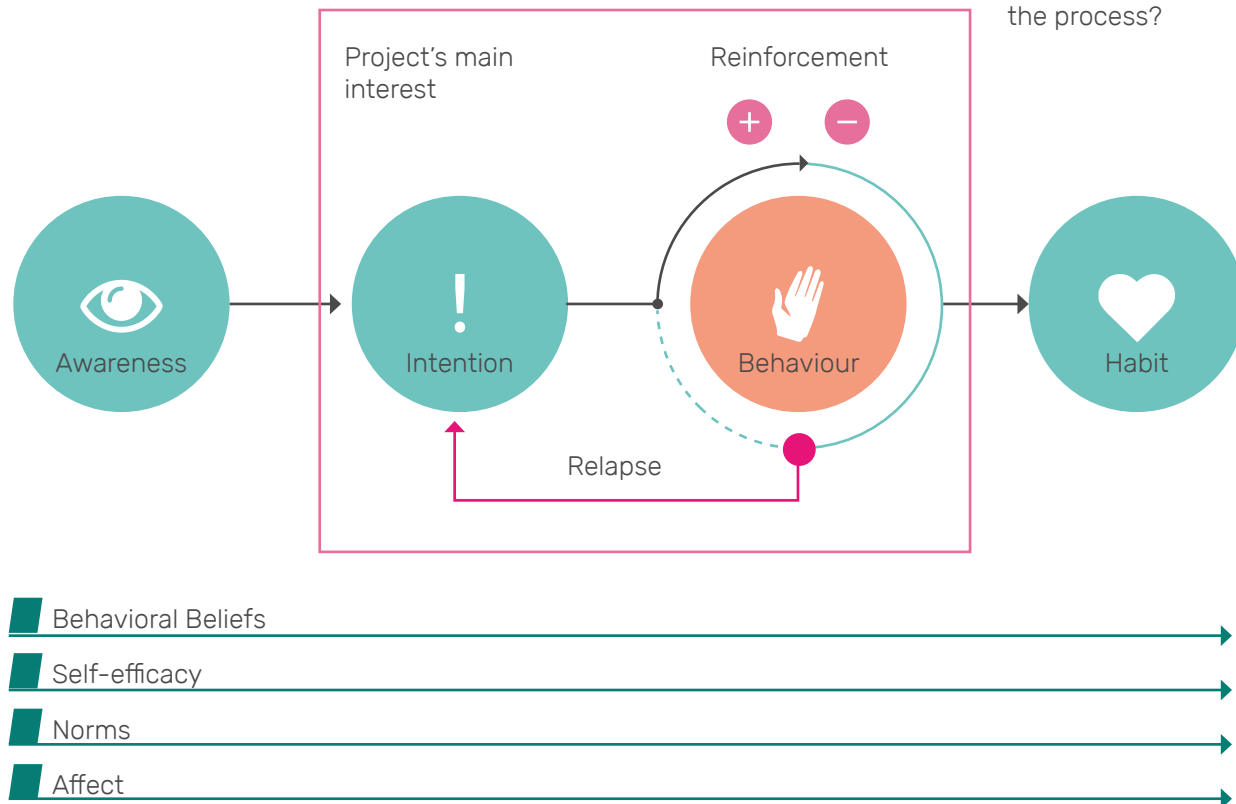 the process?
Project's main
interest
Reinforcement
Awareness
Intention
Behaviour
Habit
Relapse
Behavioral Beliefs
Self-efficacy
Norms
Affect